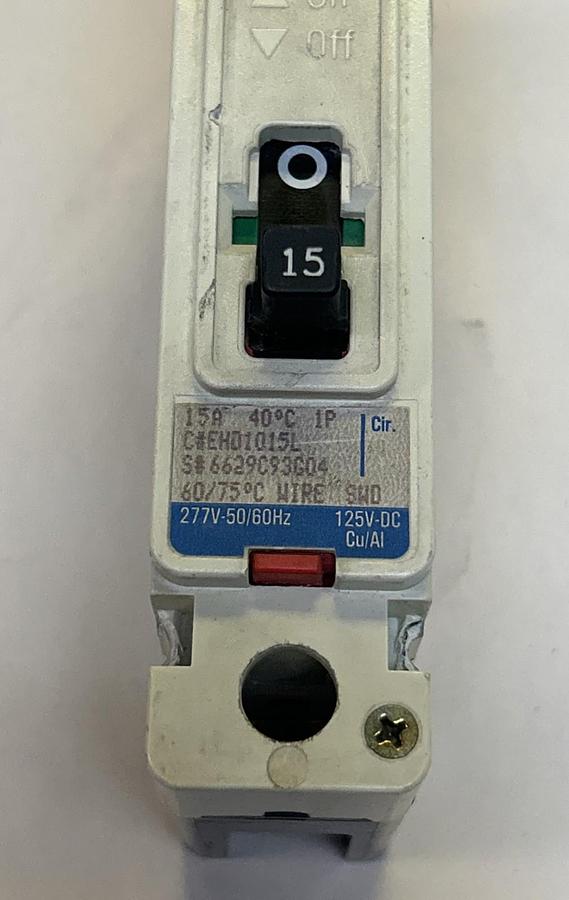 On
Off
15
15A 40°C 1P
Cir.
C#EHD1015L
S#6629C93G04
60/75°C WIRE SWD
277V-50/60Hz 125V-DC
Cu/Al